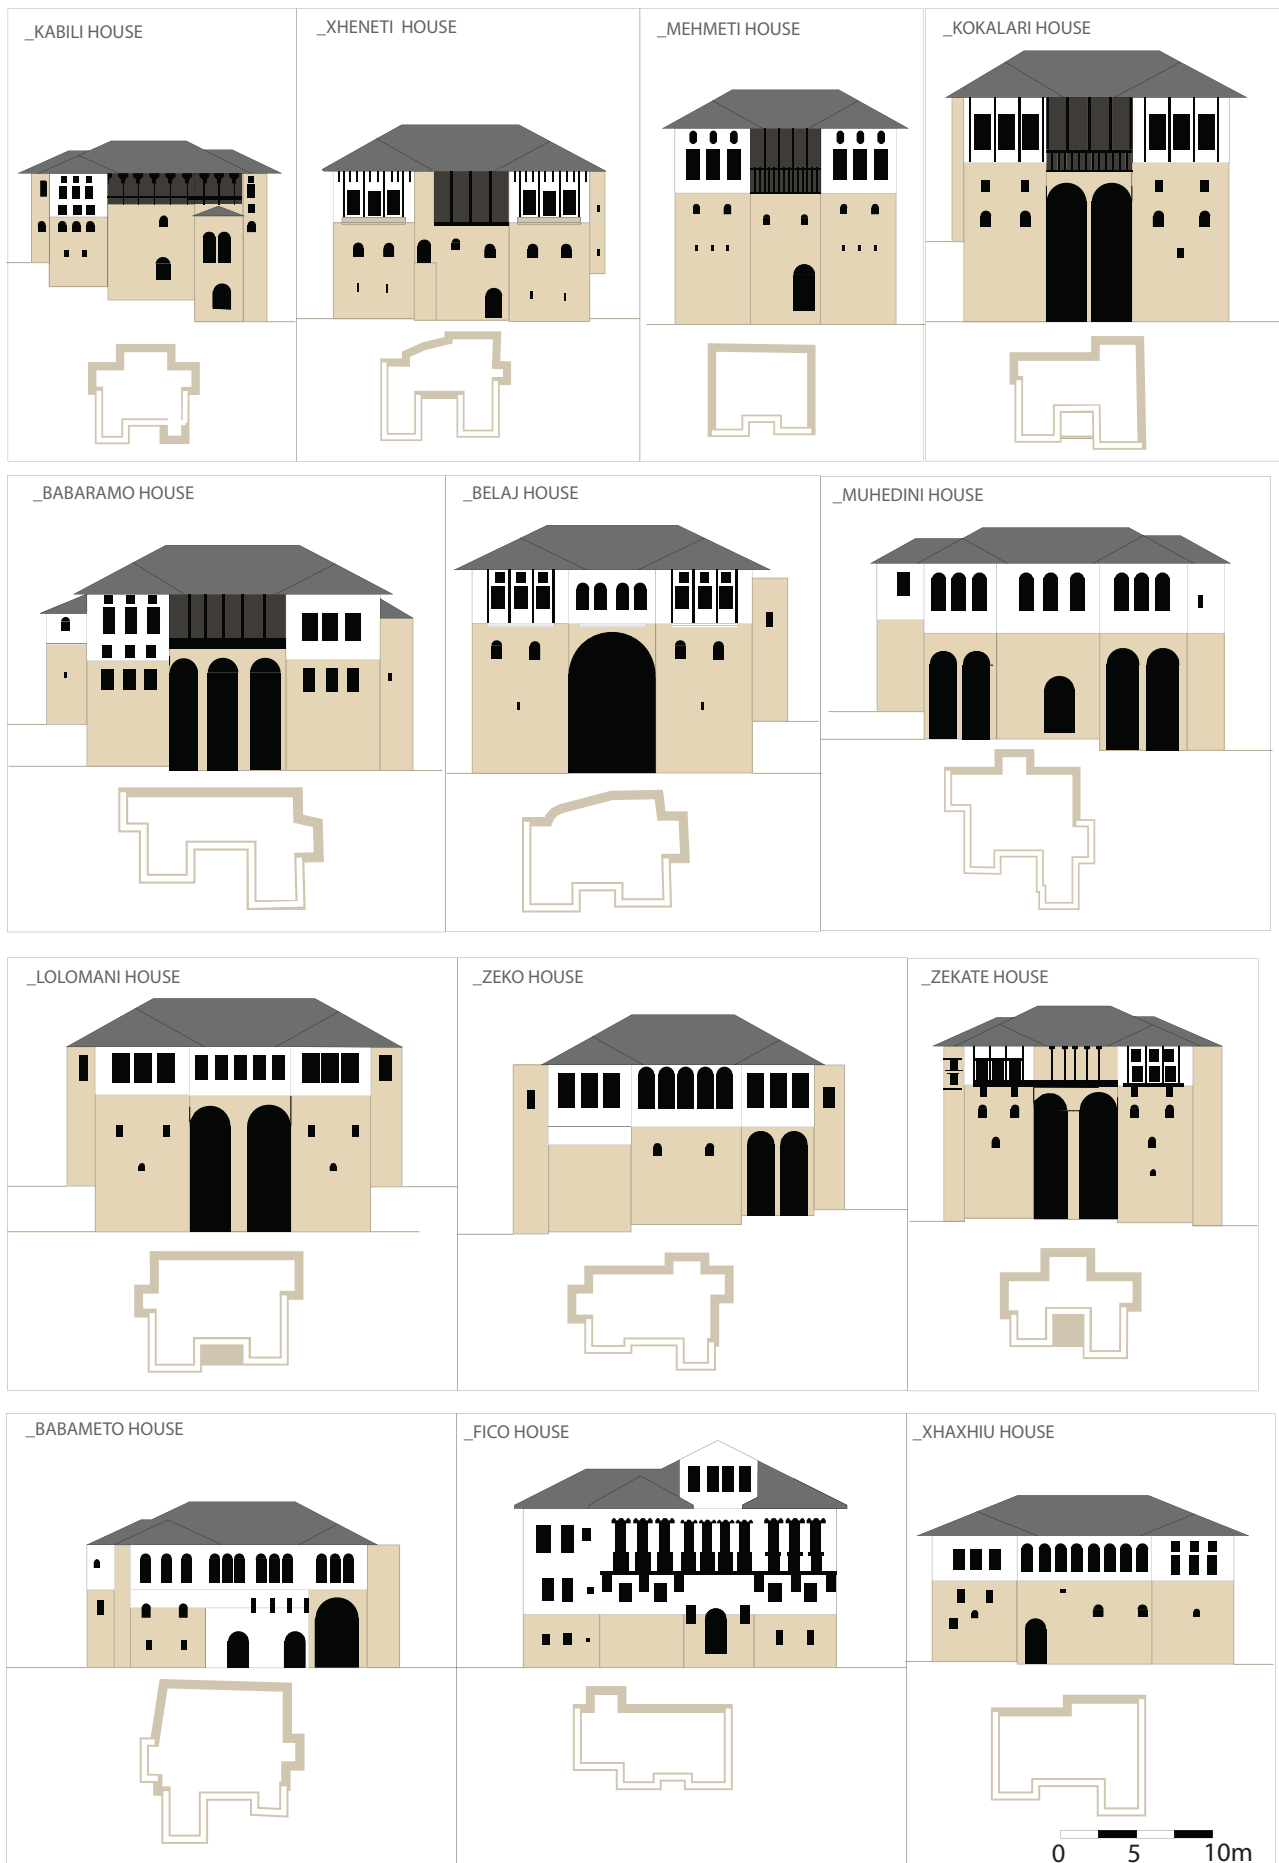 _KABILI HOUSE
_XHENETI HOUSE
_MEHMETI HOUSE
_KOKALARI HOUSE
_BABARAMO HOUSE
_BELAJ HOUSE
_MUHEDINI HOUSE
_LOLOMANI HOUSE
_ZEKO HOUSE
_ZEKATE HOUSE
_BABAMETO HOUSE
_FICO HOUSE
_XHAXHIU HOUSE
0 5 10m